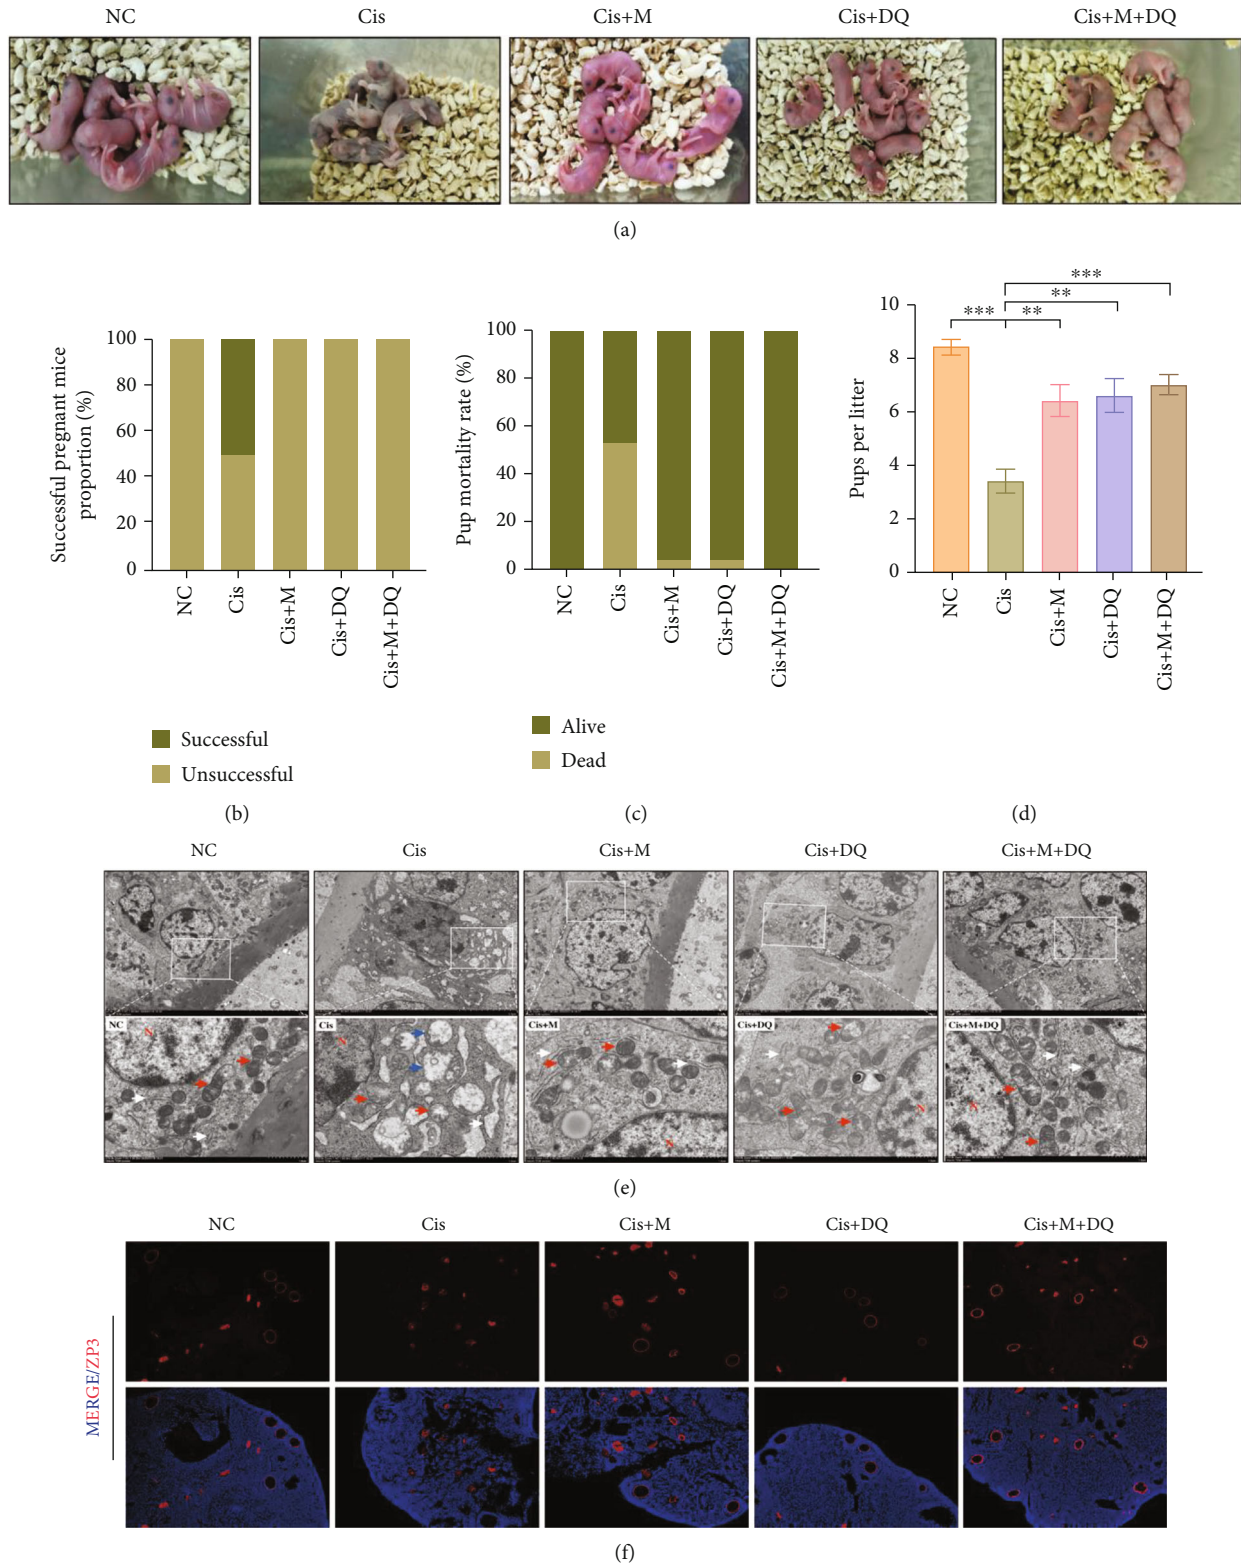 NC Cis Cis+M Cis+DQ Cis+M+DQ
(a)
Successful pregnant mice
proportion (%)
100
80
60
40
20
0
NC
Cis
Cis+M
Cis+DQ
Cis+M+DQ
Successful
Unsuccessful
(b)
Pup mortality rate (%)
100
80
60
40
20
0
NC
Cis
Cis+M
Cis+DQ
Cis+M+DQ
Alive
Dead
(c)
Pups per litter
10
8
6
4
2
0
***
**
*** **
NC
Cis
Cis+M
Cis+DQ
Cis+M+DQ
(d)
NC Cis Cis+M Cis+DQ Cis+M+DQ
NC Cis Cis+M Cis+DQ Cis+M+DQ
N N N N N
(e)
NC Cis Cis+M Cis+DQ Cis+M+DQ
MERGE/ZP3
(f)